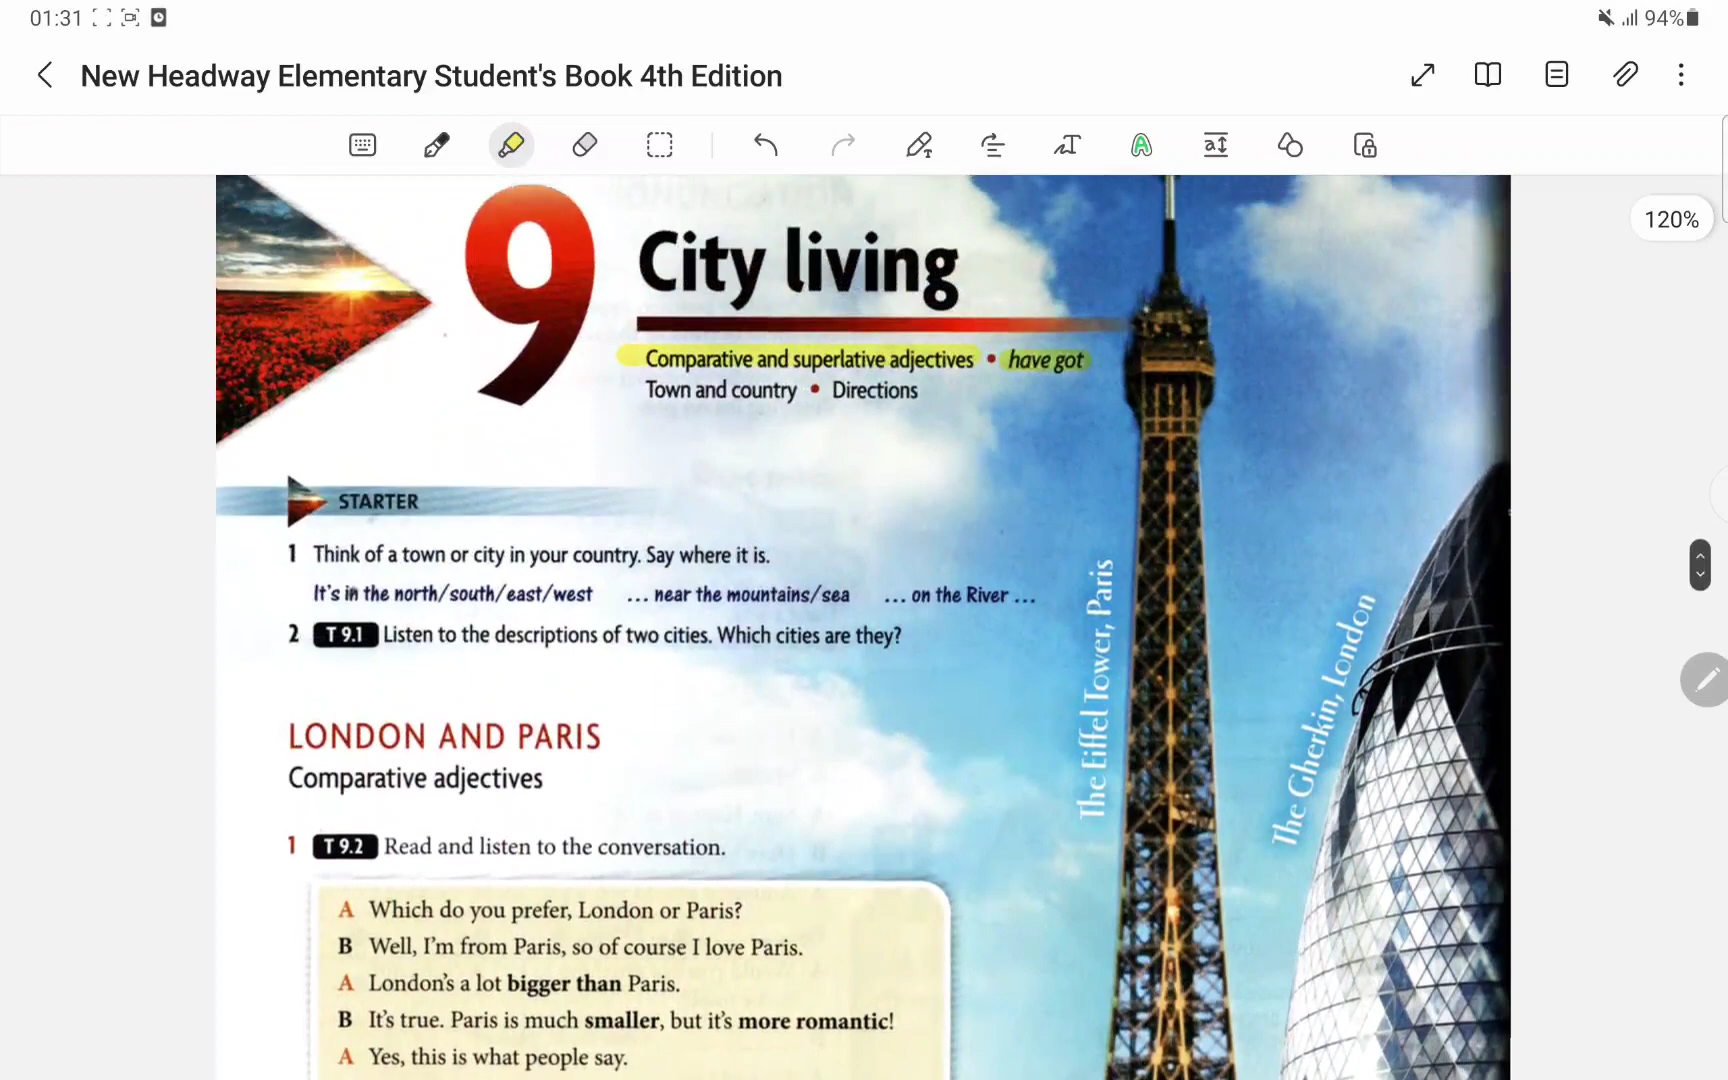 01:31
94%
New Headway Elementary Student's Book 4th Edition
120%
9
City living
Comparative and superlative adjectives • have got
Town and country • Directions
STARTER
1 Think of a town or city in your country. Say where it is.
It's in the north/south/east/west ... near the mountains/sea ... on the River ...
2 T 9.1 Listen to the descriptions of two cities. Which cities are they?
The Eiffel Tower, Paris
The Gherkin, London
LONDON AND PARIS
Comparative adjectives
1 T 9.2 Read and listen to the conversation.
A Which do you prefer, London or Paris?
B Well, I'm from Paris, so of course I love Paris.
A London's a lot bigger than Paris.
B It's true. Paris is much smaller, but it's more romantic!
A Yes, this is what people say.